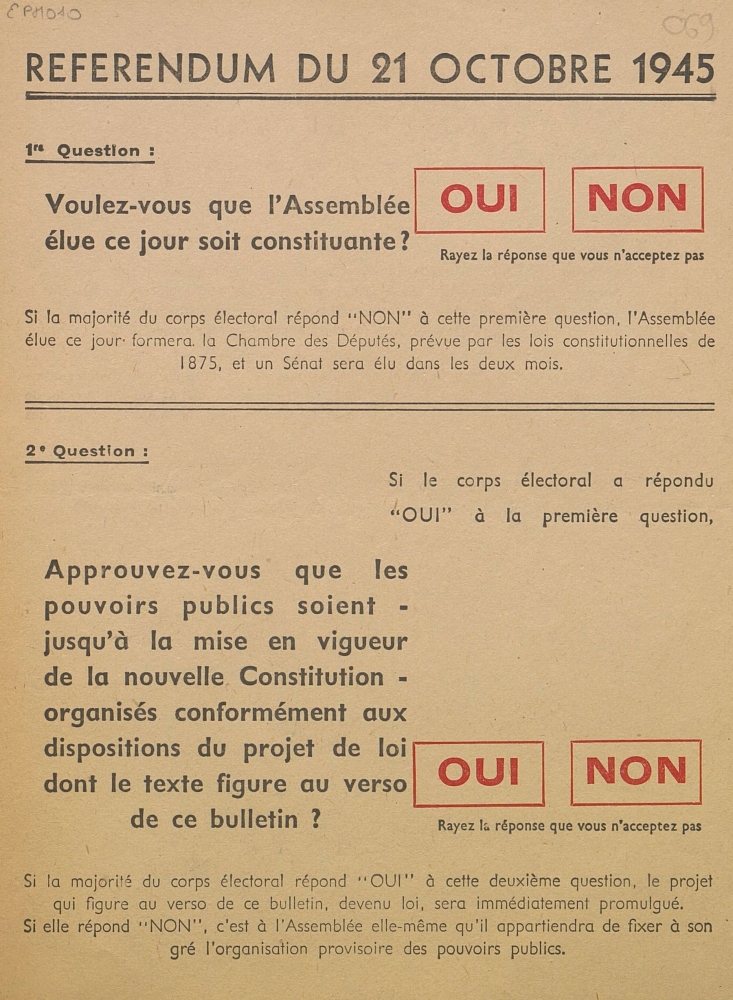 EPH010
069
REFERENDUM DU 21 OCTOBRE 1945
1re Question :
Voulez-vous que l'Assemblée
élue ce jour soit constituante ?
OUI NON
Rayez la réponse que vous n'acceptez pas
Si la majorité du corps électoral répond “NON” à cette première question, l'Assemblée
élue ce jour formera la Chambre des Députés, prévue par les lois constitutionnelles de
1875, et un Sénat sera élu dans les deux mois.
2e Question :
Si le corps électoral a répondu
“OUI” à la première question,
Approuvez-vous que les
pouvoirs publics soient -
jusqu'à la mise en vigueur
de la nouvelle Constitution -
organisés conformément aux
dispositions du projet de loi
dont le texte figure au verso
de ce bulletin ?
OUI NON
Rayez la réponse que vous n'acceptez pas
Si la majorité du corps électoral répond “OUI” à cette deuxième question, le projet
qui figure au verso de ce bulletin, devenu loi, sera immédiatement promulgué.
Si elle répond “NON”, c'est à l'Assemblée elle-même qu'il appartiendra de fixer à son
gré l'organisation provisoire des pouvoirs publics.